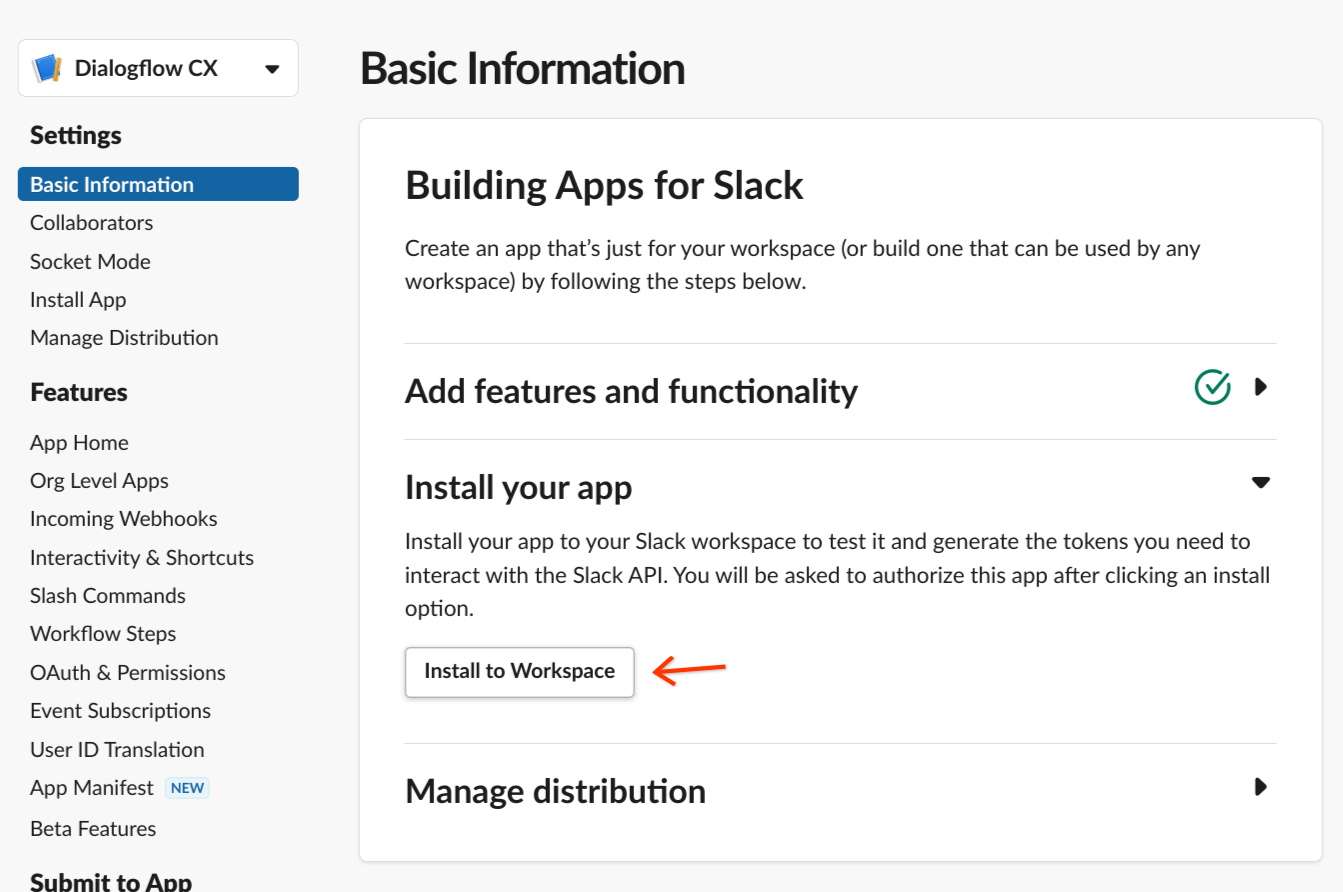 Dialogflow CX
Settings
Basic Information
Collaborators
Socket Mode
Install App
Manage Distribution
Features
App Home
Org Level Apps
Incoming Webhooks
Interactivity & Shortcuts
Slash Commands
Workflow Steps
OAuth & Permissions
Event Subscriptions
User ID Translation
App Manifest NEW
Beta Features
Submit to App
Basic Information
Building Apps for Slack
Create an app that’s just for your workspace (or build one that can be used by any
workspace) by following the steps below.
Add features and functionality
Install your app
Install your app to your Slack workspace to test it and generate the tokens you need to
interact with the Slack API. You will be asked to authorize this app after clicking an install
option.
Install to Workspace
Manage distribution